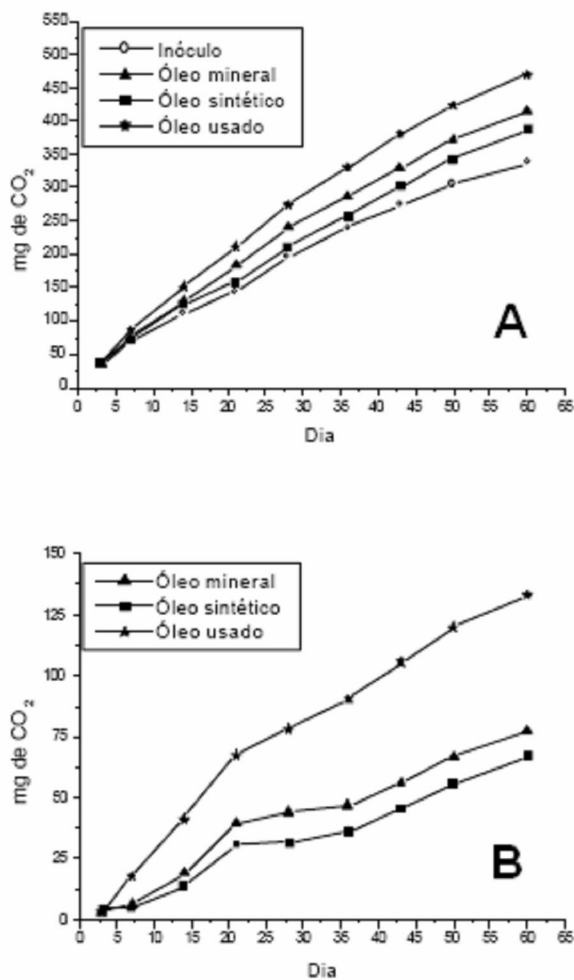 550
500
450
400
350
300
250
200
150
100
50
0
Inóculo
Óleo mineral
Óleo sintético
Óleo usado
mg de CO2
A
0 5 10 15 20 25 30 35 40 45 50 55 60 65
Dia
150
125
100
75
50
25
0
Óleo mineral
Óleo sintético
Óleo usado
mg de CO2
B
0 5 10 15 20 25 30 35 40 45 50 55 60 65
Dia